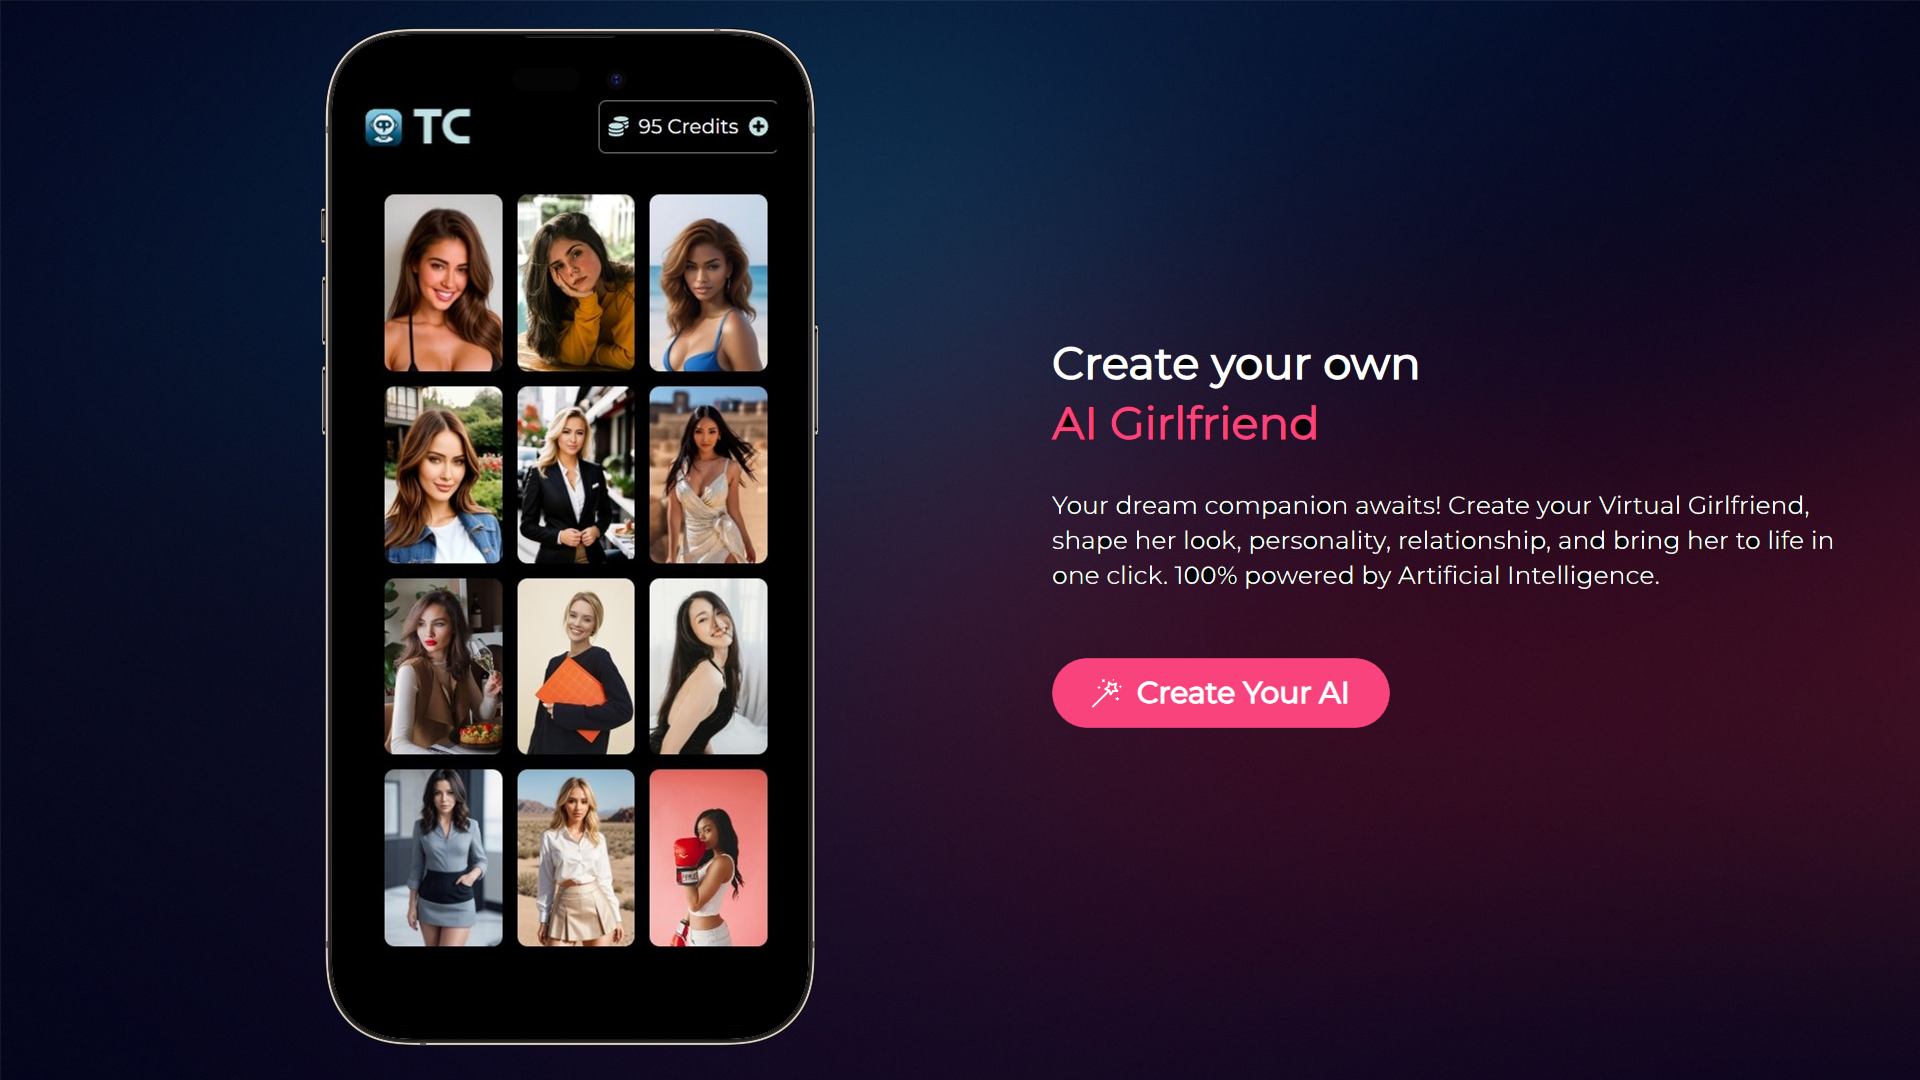 TC
95 Credits
Create your own
AI Girlfriend
Your dream companion awaits! Create your Virtual Girlfriend,
shape her look, personality, relationship, and bring her to life in
one click. 100% powered by Artificial Intelligence.
Create Your AI